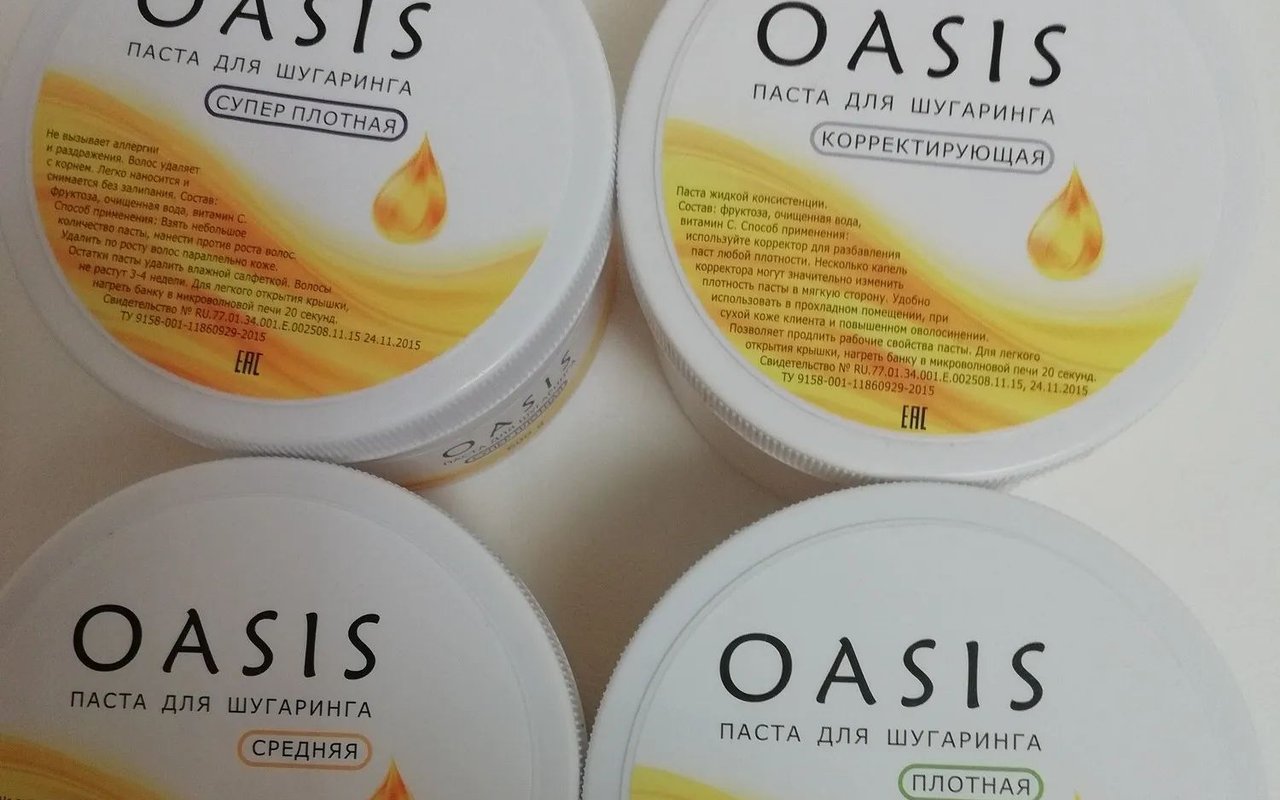 OASIS
ПАСТА ДЛЯ ШУГАРИНГА
СУПЕР ПЛОТНАЯ
Не вызывает аллергии
и раздражения. Волос удаляет
с корнем. Легко наносится и
снимается без залипания. Состав:
фруктоза, очищенная вода, витамин С.
Способ применения: Взять небольшое
количество пасты, нанести против роста волос.
Удалить по росту волос параллельно коже.
Остатки пасты удалить влажной салфеткой. Волосы
не растут 3-4 недели. Для легкого открытия крышки,
нагреть банку в микроволновой печи 20 секунд.
Свидетельство № RU.77.01.34.001.Е.002508.11.15 24.11.2015
ТУ 9158-001-11860929-2015
EAC
OASIS
ПАСТА ДЛЯ ШУГАРИНГА
СУПЕР ПЛОТНАЯ
OASIS
ПАСТА ДЛЯ ШУГАРИНГА
КОРРЕКТИРУЮЩАЯ
Паста жидкой консистенции.
Состав: фруктоза, очищенная вода,
витамин С. Способ применения:
используйте корректор для разбавления
паст любой плотности. Несколько капель
корректора могут значительно изменить
плотность пасты в мягкую сторону. Удобно
использовать в прохладном помещении, при
сухой коже клиента и повышенном оволосинении.
Позволяет продлить рабочие свойства пасты. Для легкого
открытия крышки, нагреть банку в микроволновой печи 20 секунд.
Свидетельство № RU.77.01.34.001.Е.002508.11.15, 24.11.2015
ТУ 9158-001-11860929-2015
EAC
OASIS
ПАСТА ДЛЯ ШУГАРИНГА
СРЕДНЯЯ
OASIS
ПАСТА ДЛЯ ШУГАРИНГА
ПЛОТНАЯ